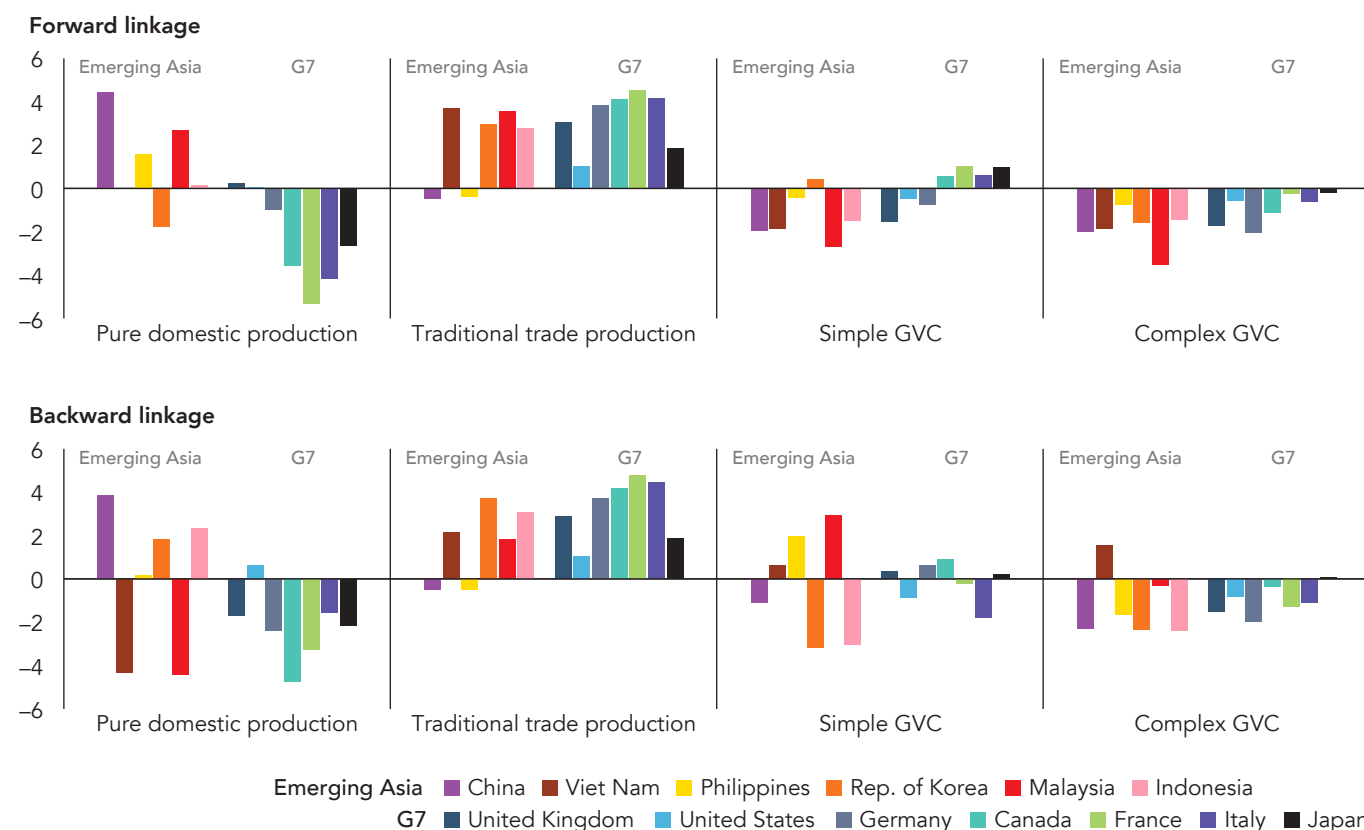 Forward linkage
6
4
2
0
–2
–4
–6
Emerging Asia G7
Emerging Asia G7
Emerging Asia G7
Emerging Asia G7
Pure domestic production
Traditional trade production
Simple GVC
Complex GVC
Backward linkage
6
4
2
0
–2
–4
–6
Emerging Asia G7
Emerging Asia G7
Emerging Asia G7
Emerging Asia G7
Pure domestic production
Traditional trade production
Simple GVC
Complex GVC
Emerging Asia China Viet Nam Philippines Rep. of Korea Malaysia Indonesia
G7 United Kingdom United States Germany Canada France Italy Japan